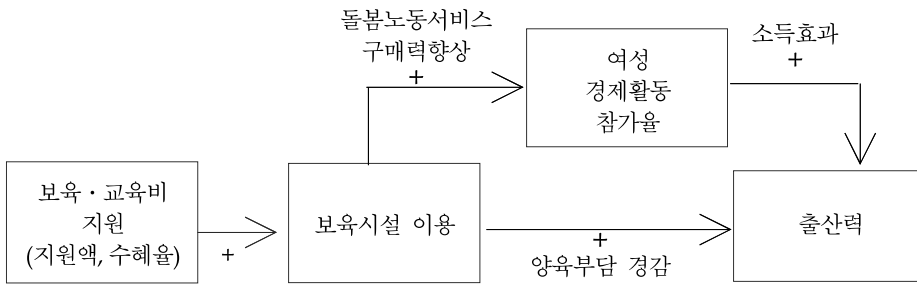 돌봄노동서비스
구매력향상
+
여성
경제활동
참가율
소득효과
+
보육·교육비
지원
(지원액, 수혜율)
+
보육시설 이용
+
양육부담 경감
출산력